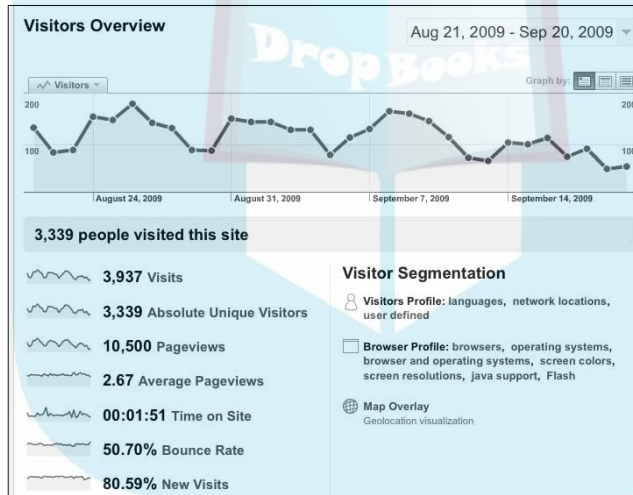 Visitors Overview
Aug 21, 2009 - Sep 20, 2009
DropBooks
Visitors
Graph by:
200
200
100
100
August 24, 2009
August 31, 2009
September 7, 2009
September 14, 2009
3,339 people visited this site
3,937 Visits
3,339 Absolute Unique Visitors
10,500 Pageviews
2.67 Average Pageviews
00:01:51 Time on Site
50.70% Bounce Rate
80.59% New Visits
Visitor Segmentation
Visitors Profile: languages, network locations,
user defined
Browser Profile: browsers, operating systems,
browser and operating systems, screen colors,
screen resolutions, java support, Flash
Map Overlay
Geolocation visualization